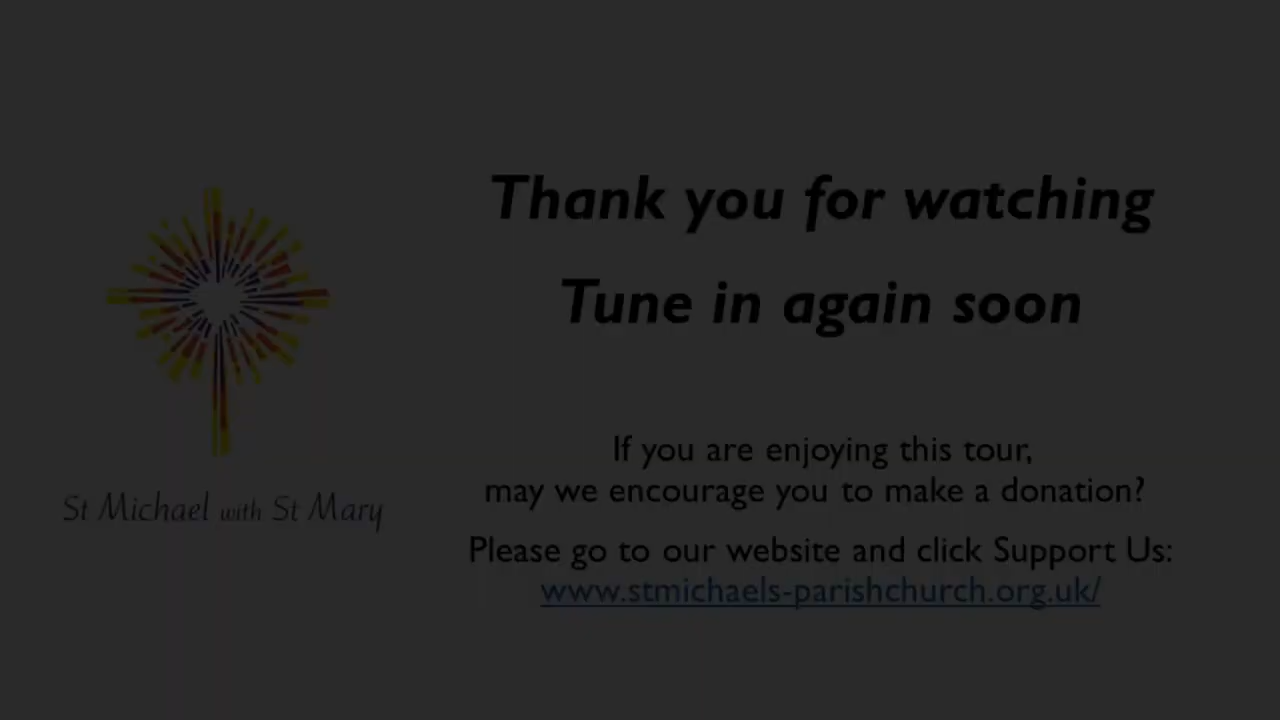 Thank you for watching
Tune in again soon
If you are enjoying this tour,
may we encourage you to make a donation?
Please go to our website and click Support Us:
www.stmichaels-parishchurch.org.uk/
St Michael with St Mary